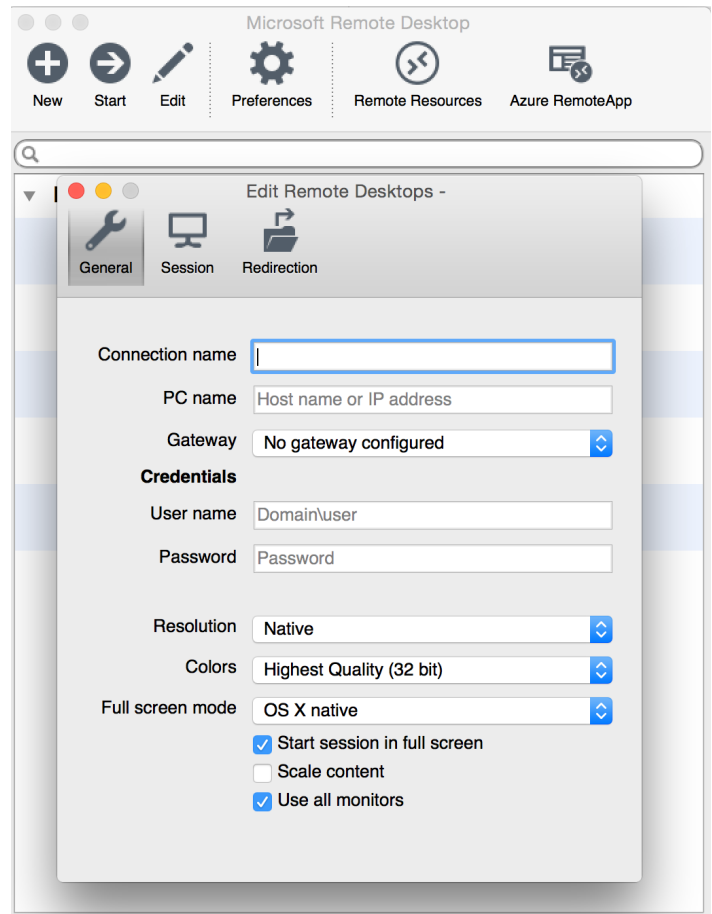 Microsoft Remote Desktop
New Start Edit Preferences Remote Resources Azure RemoteApp
Edit Remote Desktops -
General Session Redirection
Connection name
PC name Host name or IP address
Gateway No gateway configured
Credentials
User name Domain\user
Password Password
Resolution Native
Colors Highest Quality (32 bit)
Full screen mode OS X native
Start session in full screen
Scale content
Use all monitors